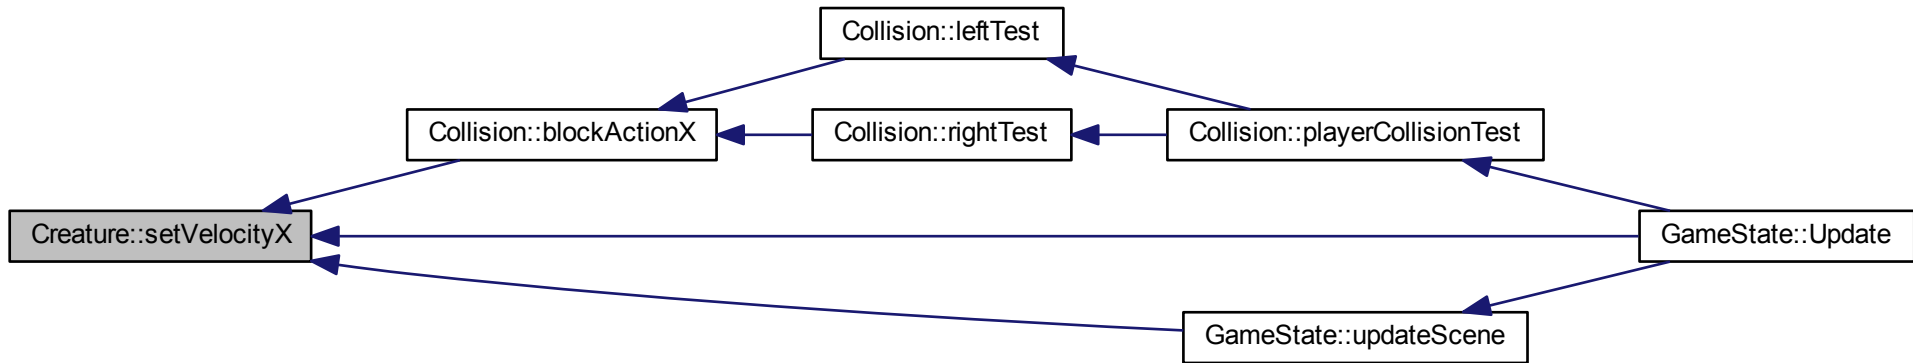 Collision::leftTest
Collision::blockActionX
Collision::rightTest
Collision::playerCollisionTest
Creature::setVelocityX
GameState::Update
GameState::updateScene